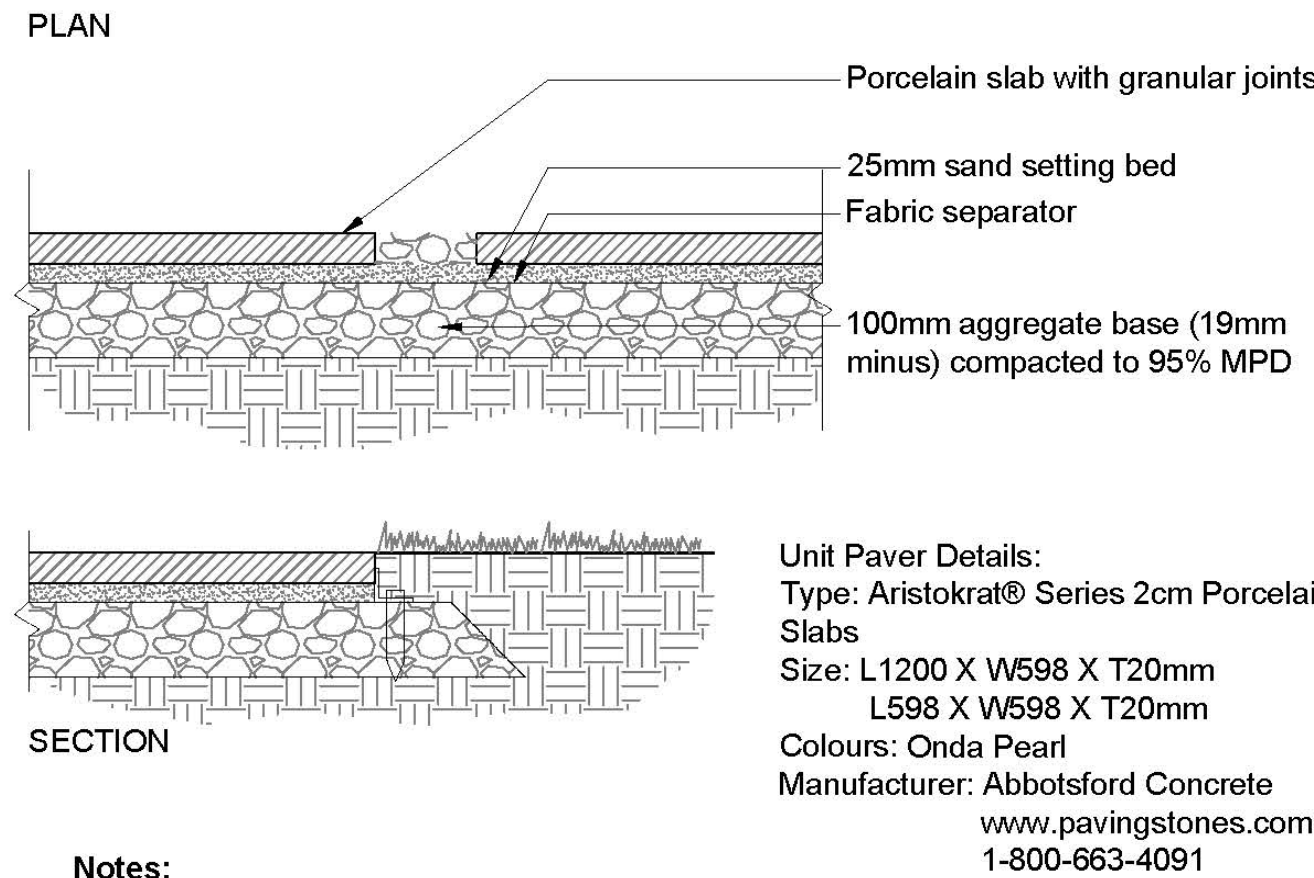 PLAN
Porcelain slab with granular joints
25mm sand setting bed
Fabric separator
100mm aggregate base (19mm
minus) compacted to 95% MPD
Unit Paver Details:
Type: Aristokrat® Series 2cm Porcelai
Slabs
Size: L1200 X W598 X T20mm
L598 X W598 X T20mm
Colours: Onda Pearl
Manufacturer: Abbotsford Concrete
www.pavingstones.com
1-800-663-4091
SECTION
Notes: